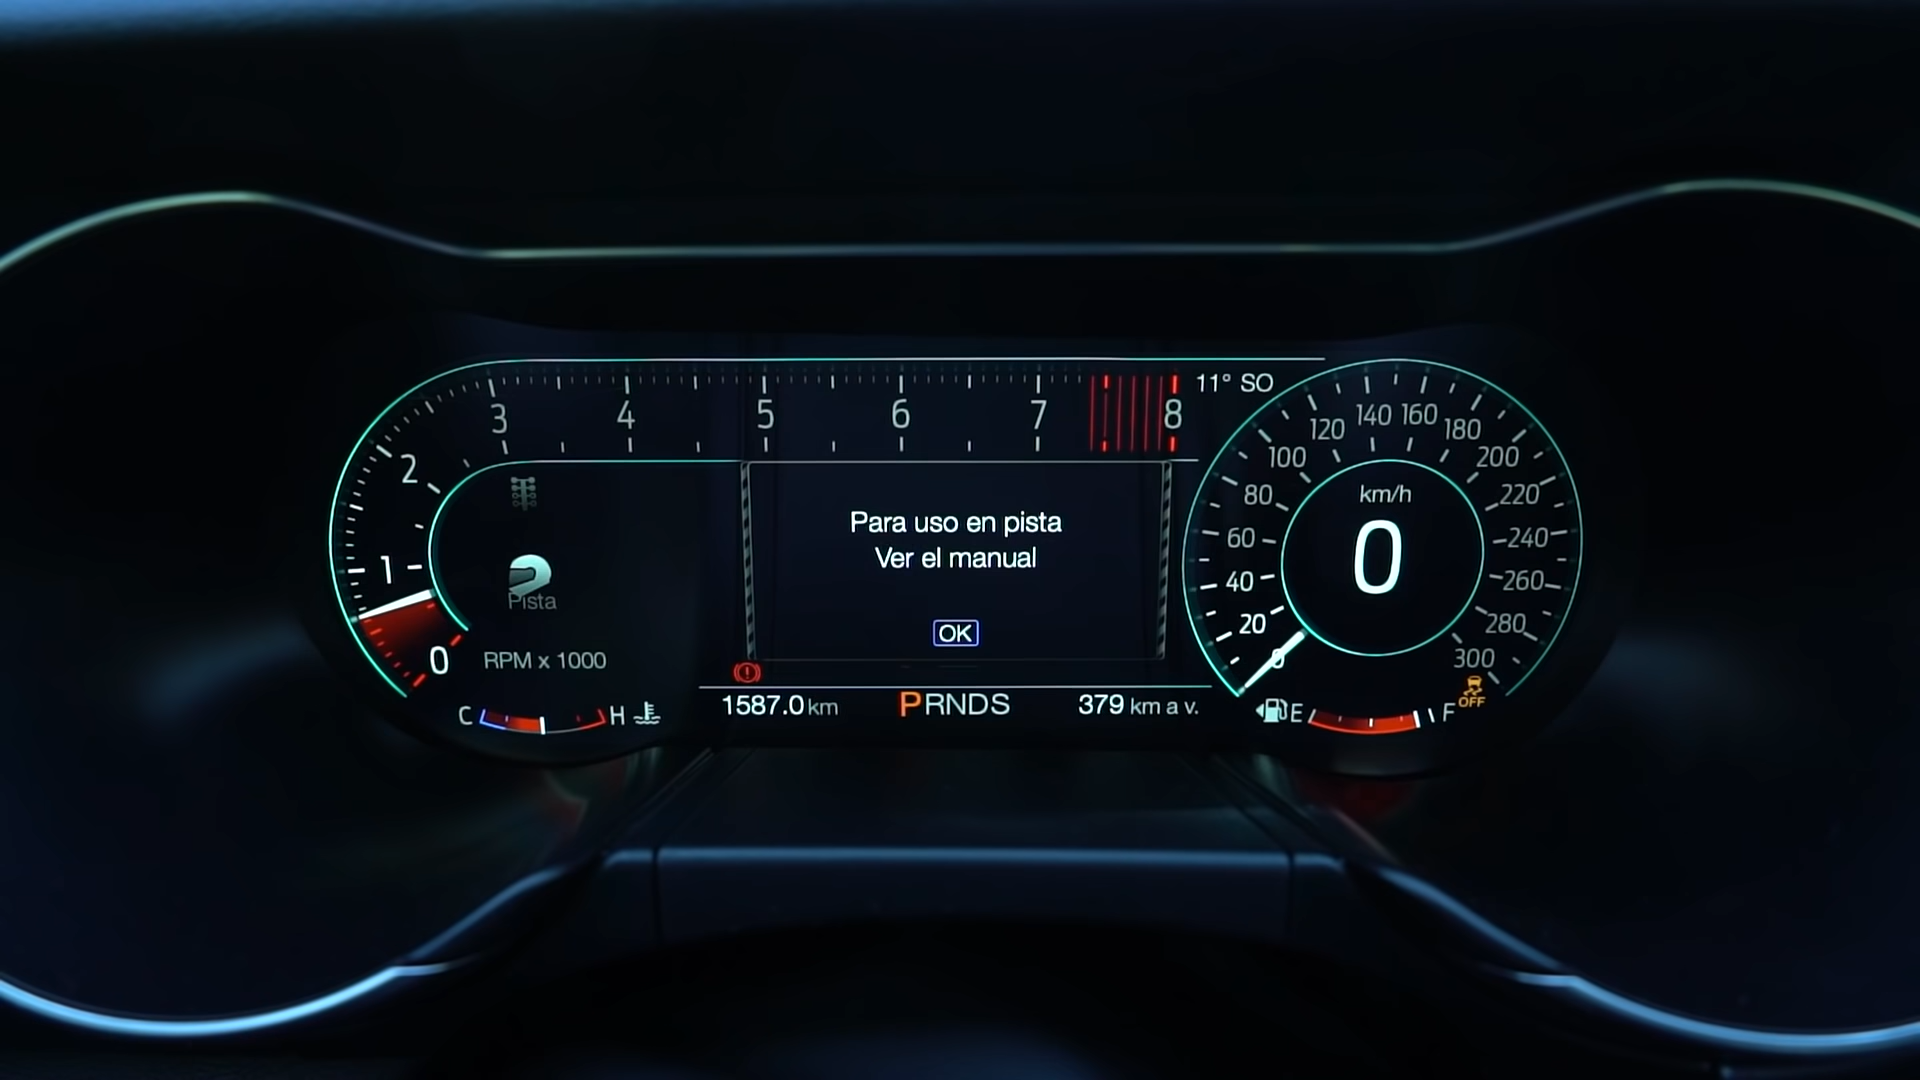 3 4 5 6 7 8
2
1
0
11° SO
Pista
RPM x 1000
C H
Para uso en pista
Ver el manual
OK
1587.0 km
PRNDS
379 km a v.
0 20 40 60 80 100 120 140 160 180 200 220 240 260 280 300
km/h
0
E F
OFF